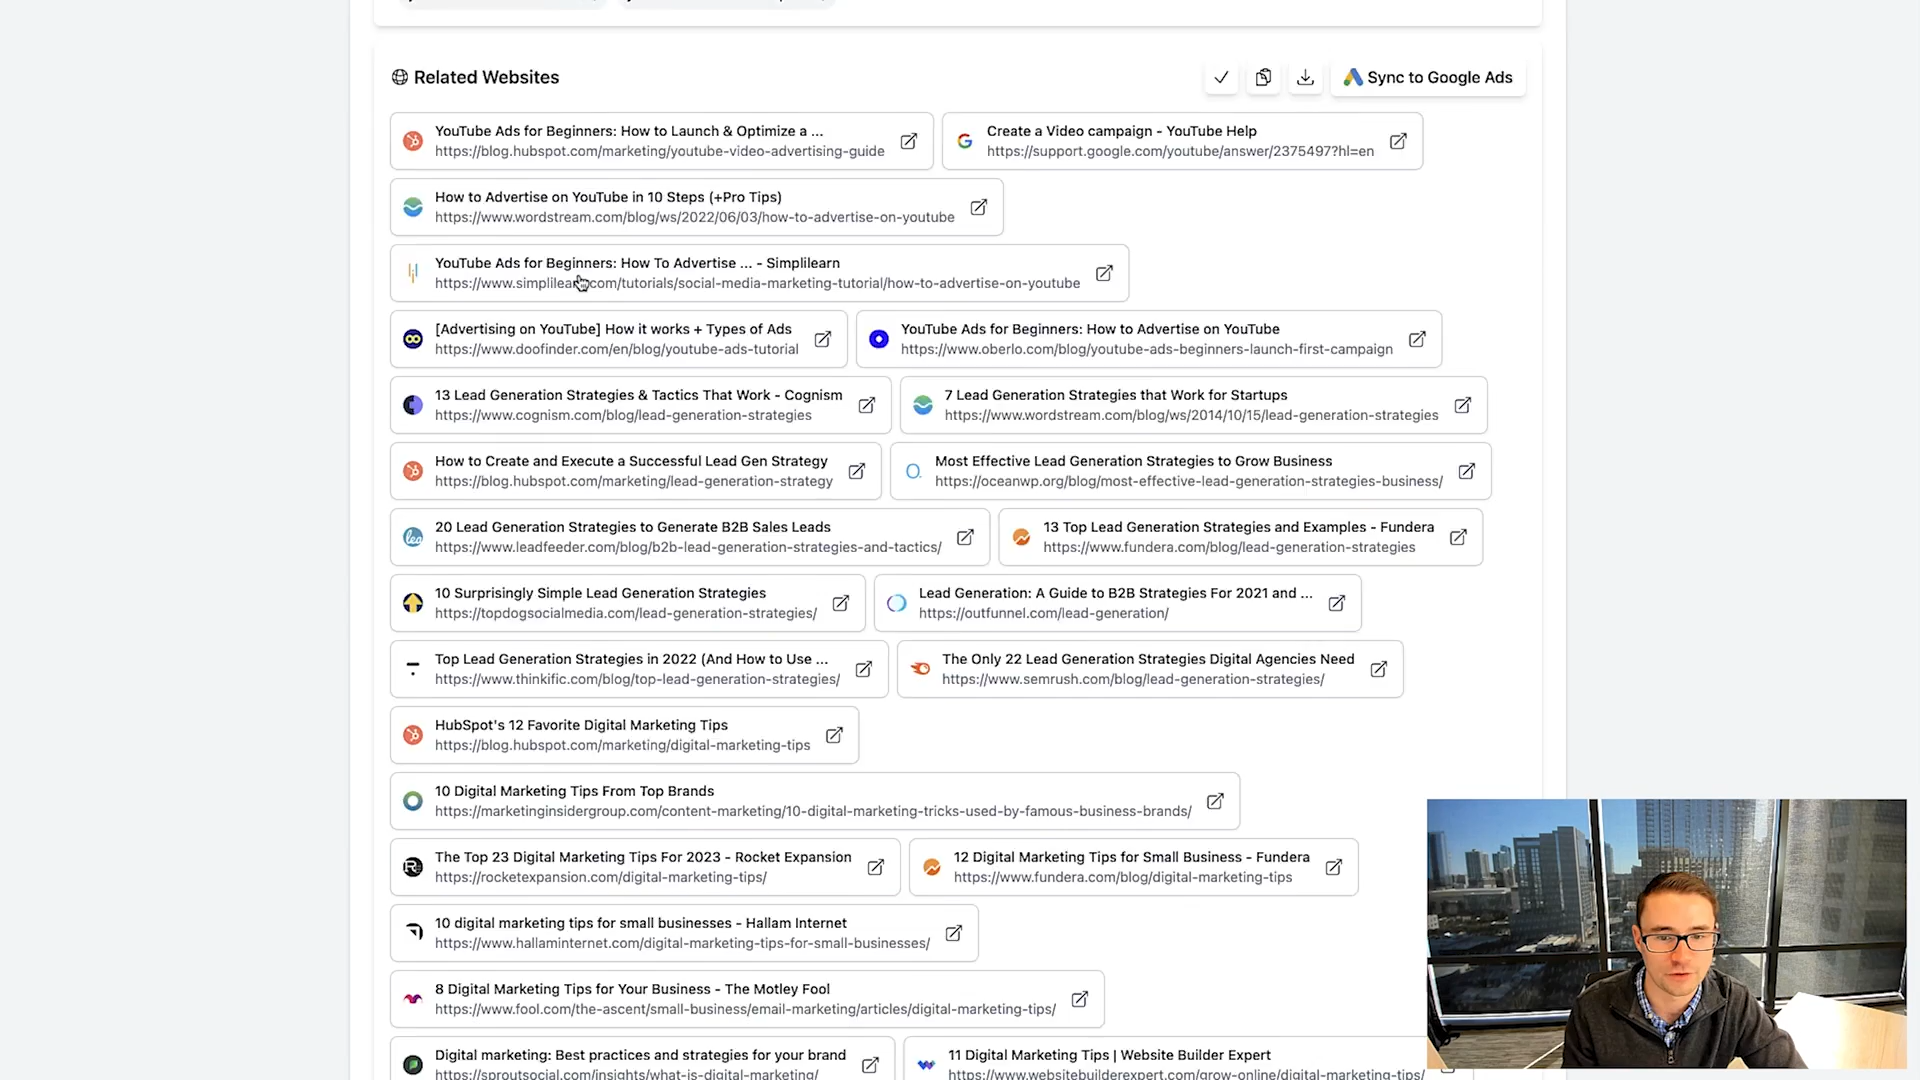 Related Websites
Sync to Google Ads
YouTube Ads for Beginners: How to Launch & Optimize a ...
https://blog.hubspot.com/marketing/youtube-video-advertising-guide
Create a Video campaign - YouTube Help
https://support.google.com/youtube/answer/2375497?hl=en
How to Advertise on YouTube in 10 Steps (+Pro Tips)
https://www.wordstream.com/blog/ws/2022/06/03/how-to-advertise-on-youtube
YouTube Ads for Beginners: How To Advertise ... - Simplilearn
https://www.simplilearn.com/tutorials/social-media-marketing-tutorial/how-to-advertise-on-youtube
[Advertising on YouTube] How it works + Types of Ads
https://www.doofinder.com/en/blog/youtube-ads-tutorial
YouTube Ads for Beginners: How to Advertise on YouTube
https://www.oberlo.com/blog/youtube-ads-beginners-launch-first-campaign
13 Lead Generation Strategies & Tactics That Work - Cognism
https://www.cognism.com/blog/lead-generation-strategies
7 Lead Generation Strategies that Work for Startups
https://www.wordstream.com/blog/ws/2014/10/15/lead-generation-strategies
How to Create and Execute a Successful Lead Gen Strategy
https://blog.hubspot.com/marketing/lead-generation-strategy
Most Effective Lead Generation Strategies to Grow Business
https://oceanwp.org/blog/most-effective-lead-generation-strategies-business/
20 Lead Generation Strategies to Generate B2B Sales Leads
https://www.leadfeeder.com/blog/b2b-lead-generation-strategies-and-tactics/
13 Top Lead Generation Strategies and Examples - Fundera
https://www.fundera.com/blog/lead-generation-strategies
10 Surprisingly Simple Lead Generation Strategies
https://topdogsocialmedia.com/lead-generation-strategies/
Lead Generation: A Guide to B2B Strategies For 2021 and ...
https://outfunnel.com/lead-generation/
Top Lead Generation Strategies in 2022 (And How to Use ...
https://www.thinkific.com/blog/top-lead-generation-strategies/
The Only 22 Lead Generation Strategies Digital Agencies Need
https://www.semrush.com/blog/lead-generation-strategies/
HubSpot's 12 Favorite Digital Marketing Tips
https://blog.hubspot.com/marketing/digital-marketing-tips
10 Digital Marketing Tips From Top Brands
https://marketinginsidergroup.com/content-marketing/10-digital-marketing-tricks-used-by-famous-business-brands/
The Top 23 Digital Marketing Tips For 2023 - Rocket Expansion
https://rocketexpansion.com/digital-marketing-tips/
12 Digital Marketing Tips for Small Business - Fundera
https://www.fundera.com/blog/digital-marketing-tips
10 digital marketing tips for small businesses - Hallam Internet
https://www.hallaminternet.com/digital-marketing-tips-for-small-businesses/
8 Digital Marketing Tips for Your Business - The Motley Fool
https://www.fool.com/the-ascent/small-business/email-marketing/articles/digital-marketing-tips/
Digital marketing: Best practices and strategies for your brand
https://sproutsocial.com/insights/what-is-digital-marketing/
11 Digital Marketing Tips | Website Builder Expert
https://www.websitebuilderexpert.com/grow-online/digital-marketing-tips/